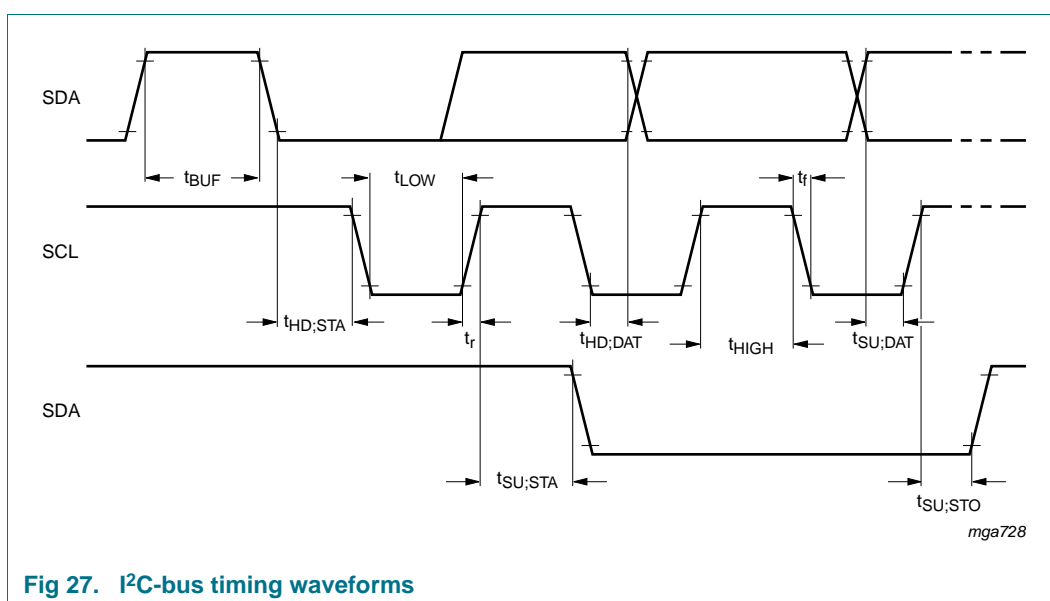 SDA
tBUF
tLOW
tf
SCL
tHD;STA
tr
tHD;DAT
tHIGH
tSU;DAT
SDA
tSU;STA
tSU;STO
mga728
Fig 27. I²C-bus timing waveforms